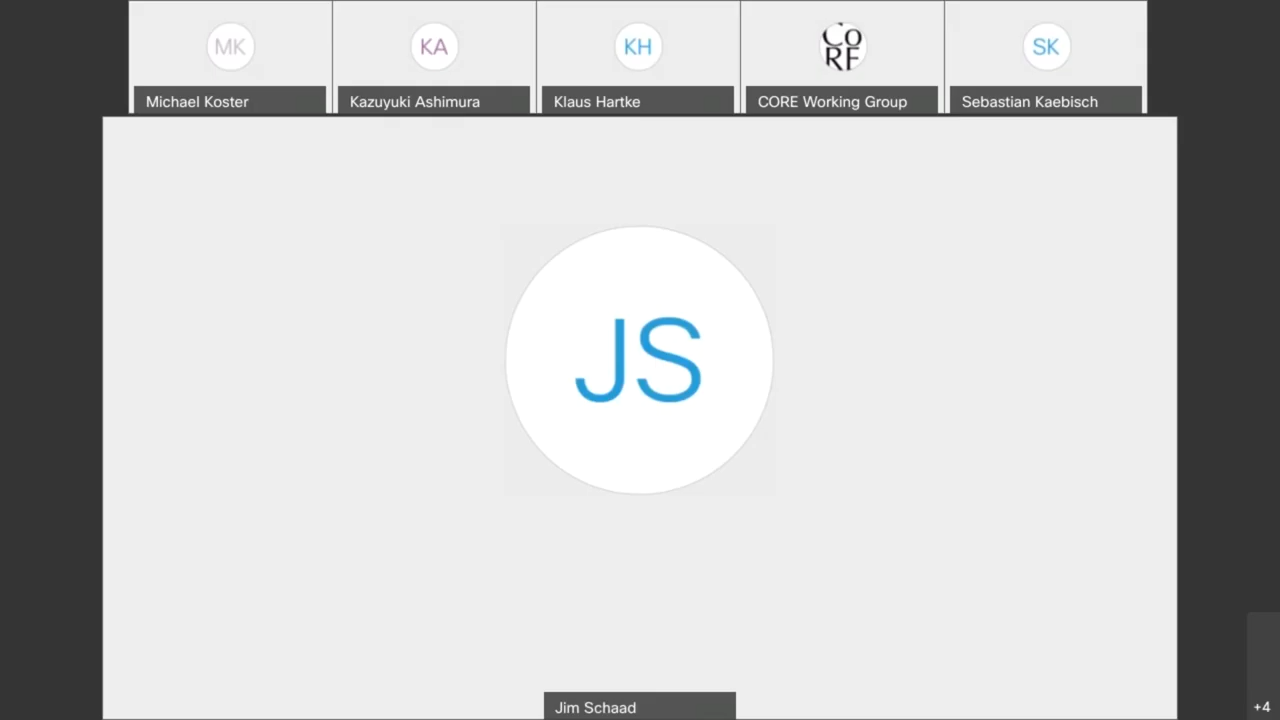 MK
KA
KH
CoRE
SK
Michael Koster
Kazuyuki Ashimura
Klaus Hartke
CORE Working Group
Sebastian Kaebisch
JS
Jim Schaad
+4